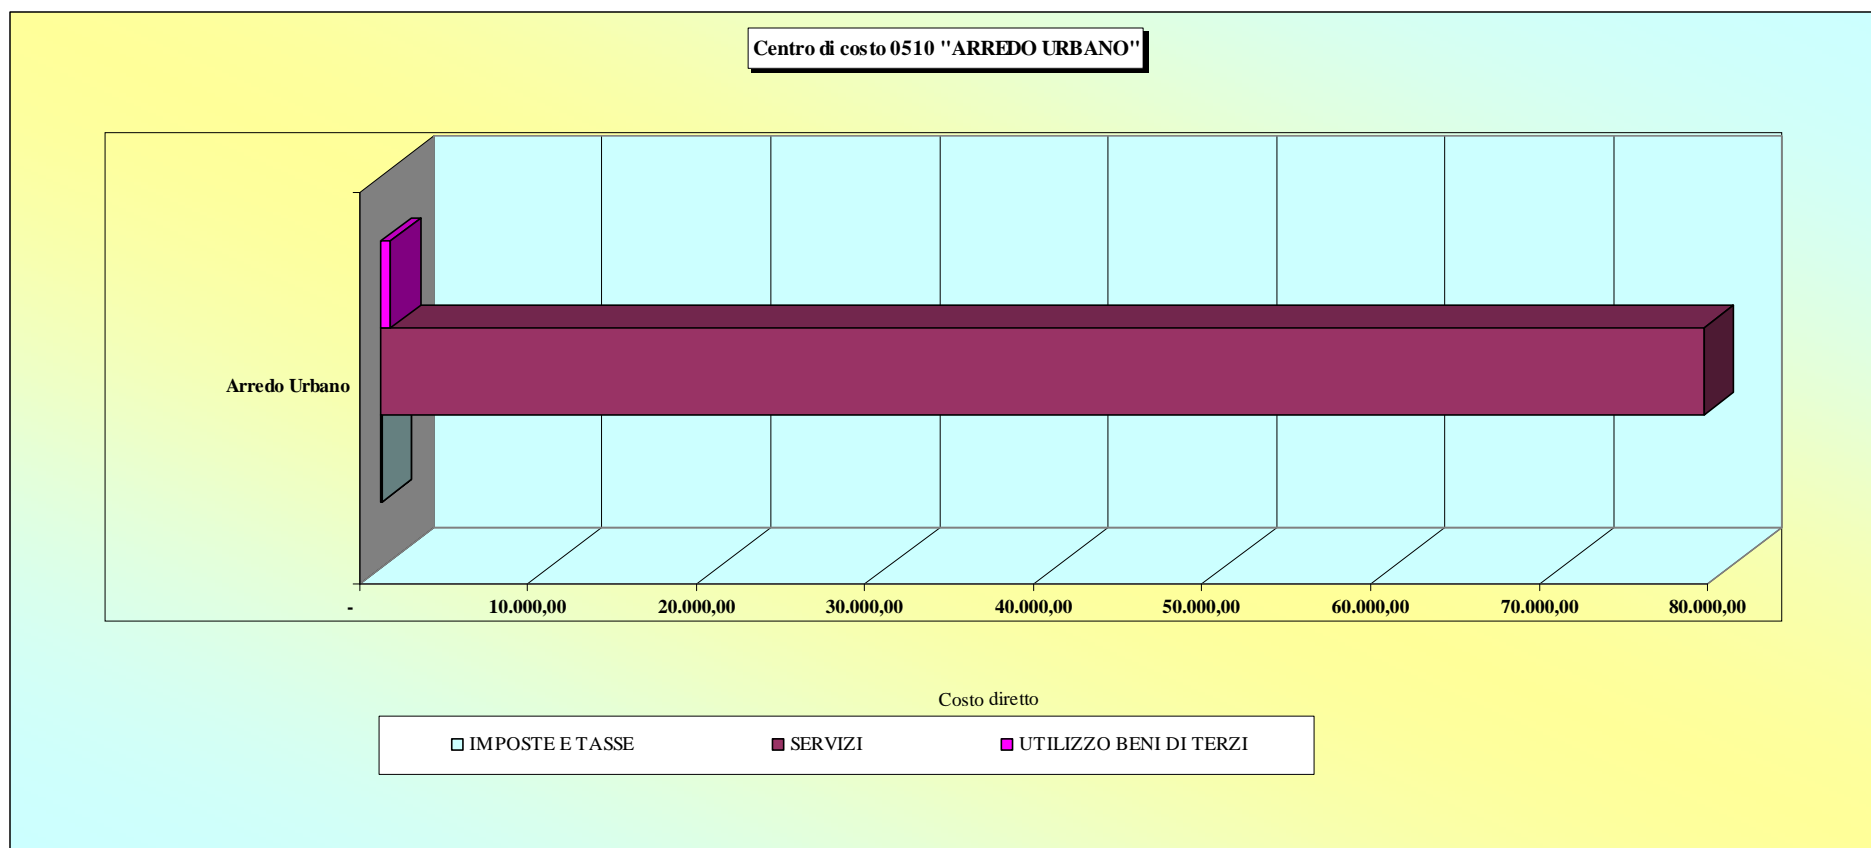 Centro di costo 0510 "ARREDO URBANO"
Arredo Urbano
- 10.000,00 20.000,00 30.000,00 40.000,00 50.000,00 60.000,00 70.000,00 80.000,00
Costo diretto
IMPOSTE E TASSE SERVIZI UTILIZZO BENI DI TERZI